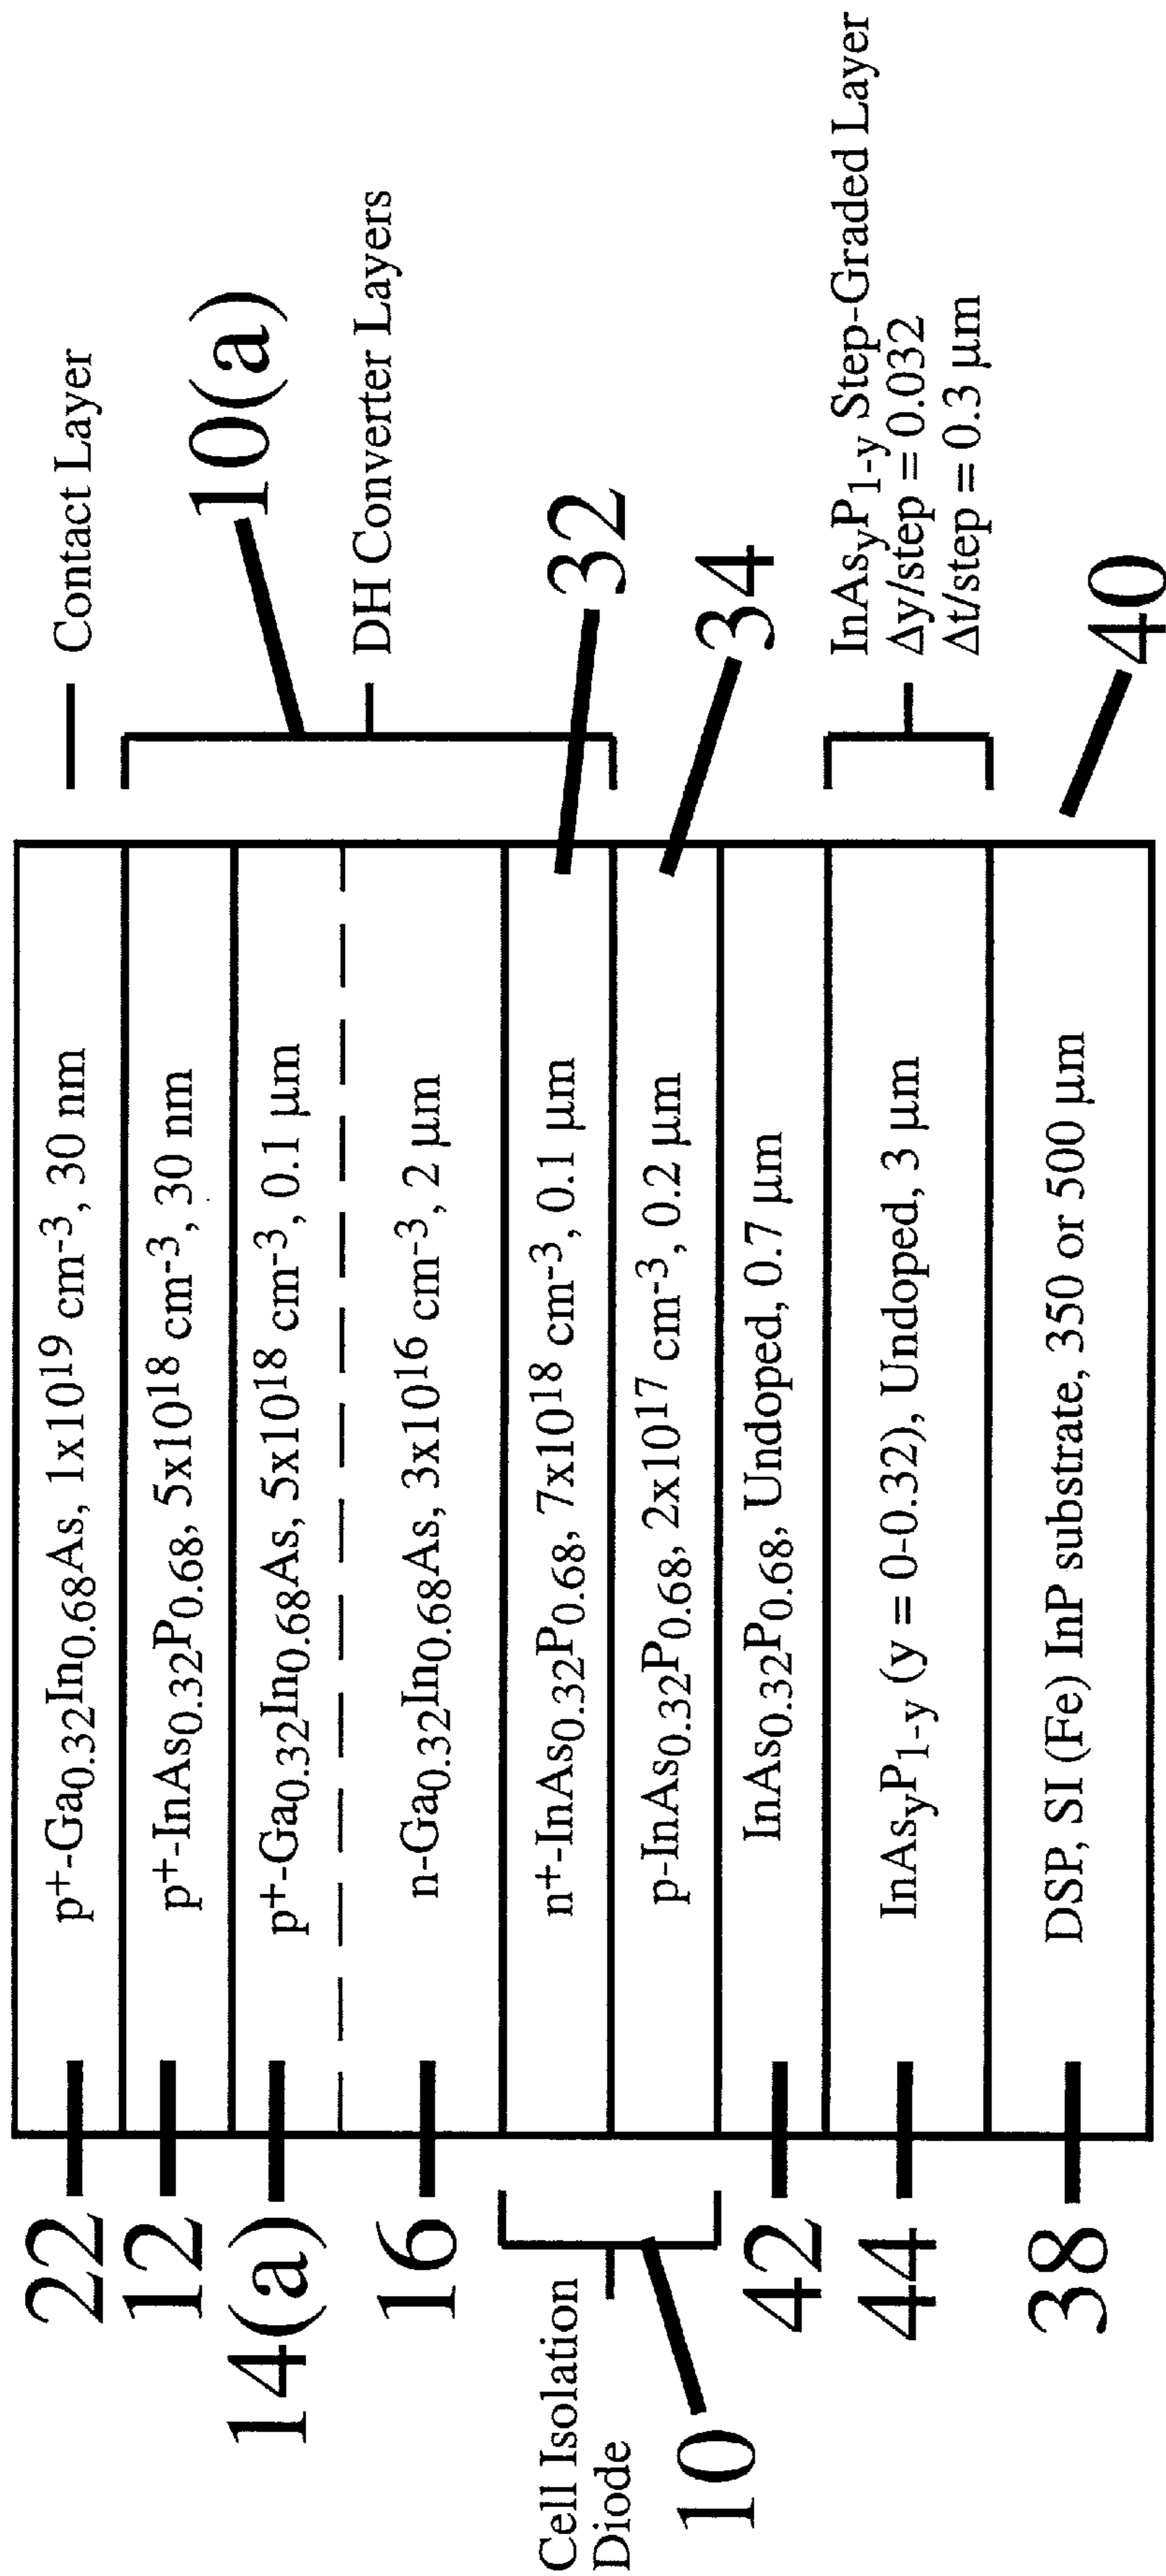 22
p⁺-Ga₀.₃₂In₀.₆₈As, 1x10¹⁹ cm⁻³, 30 nm
Contact Layer
12
p⁺-InAs₀.₃₂P₀.₆₈, 5x10¹⁸ cm⁻³, 30 nm
10(a)
14(a)
p⁺-Ga₀.₃₂In₀.₆₈As, 5x10¹⁸ cm⁻³, 0.1 µm
DH Converter Layers
16
n-Ga₀.₃₂In₀.₆₈As, 3x10¹⁶ cm⁻³, 2 µm
Cell Isolation
Diode
10
n⁺-InAs₀.₃₂P₀.₆₈, 7x10¹⁸ cm⁻³, 0.1 µm
32
p-InAs₀.₃₂P₀.₆₈, 2x10¹⁷ cm⁻³, 0.2 µm
34
42
InAs₀.₃₂P₀.₆₈, Undoped, 0.7 µm
44
InAsyP1-y (y = 0-0.32), Undoped, 3 µm
InAsyP1-y Step-Graded Layer
Δy/step = 0.032
Δt/step = 0.3 µm
38
DSP, SI (Fe) InP substrate, 350 or 500 µm
40